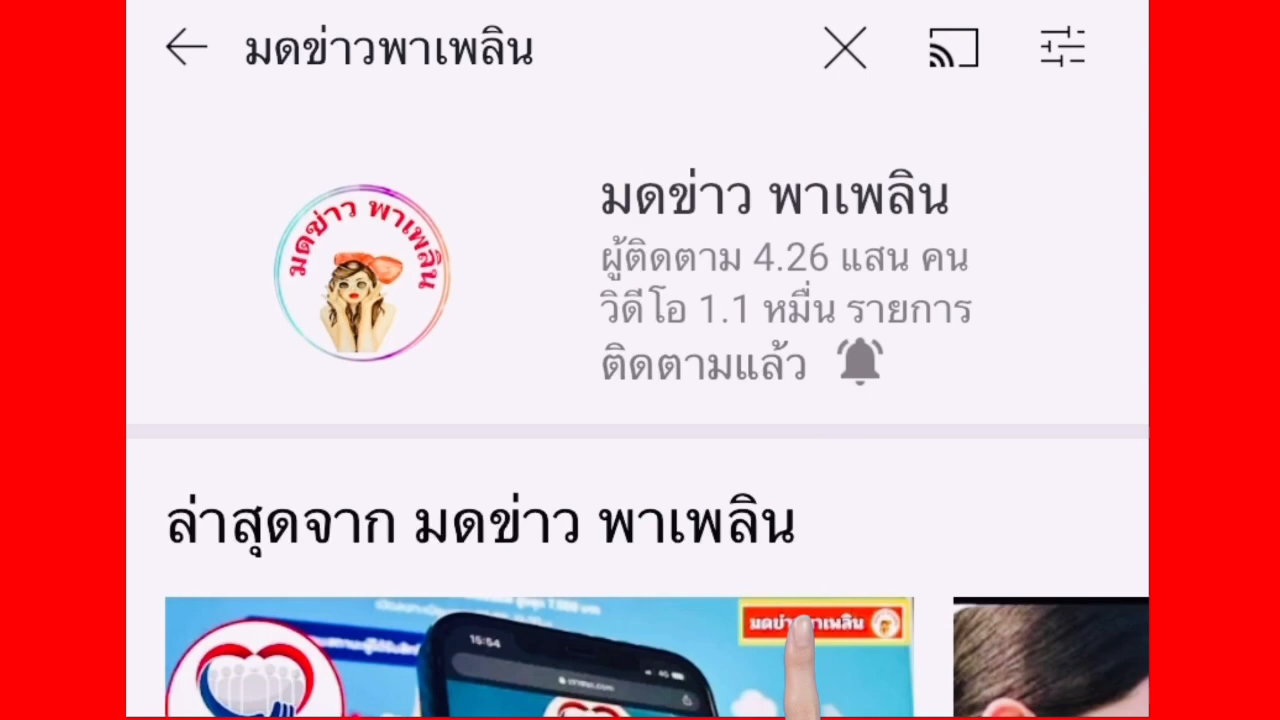 มดข่าวพาเพลิน
มดข่าว พาเพลิน
มดข่าว พาเพลิน
ผู้ติดตาม 4.26 แสน คน
วิดีโอ 1.1 หมื่น รายการ
ติดตามแล้ว
ล่าสุดจาก มดข่าว พาเพลิน
15:54
4G